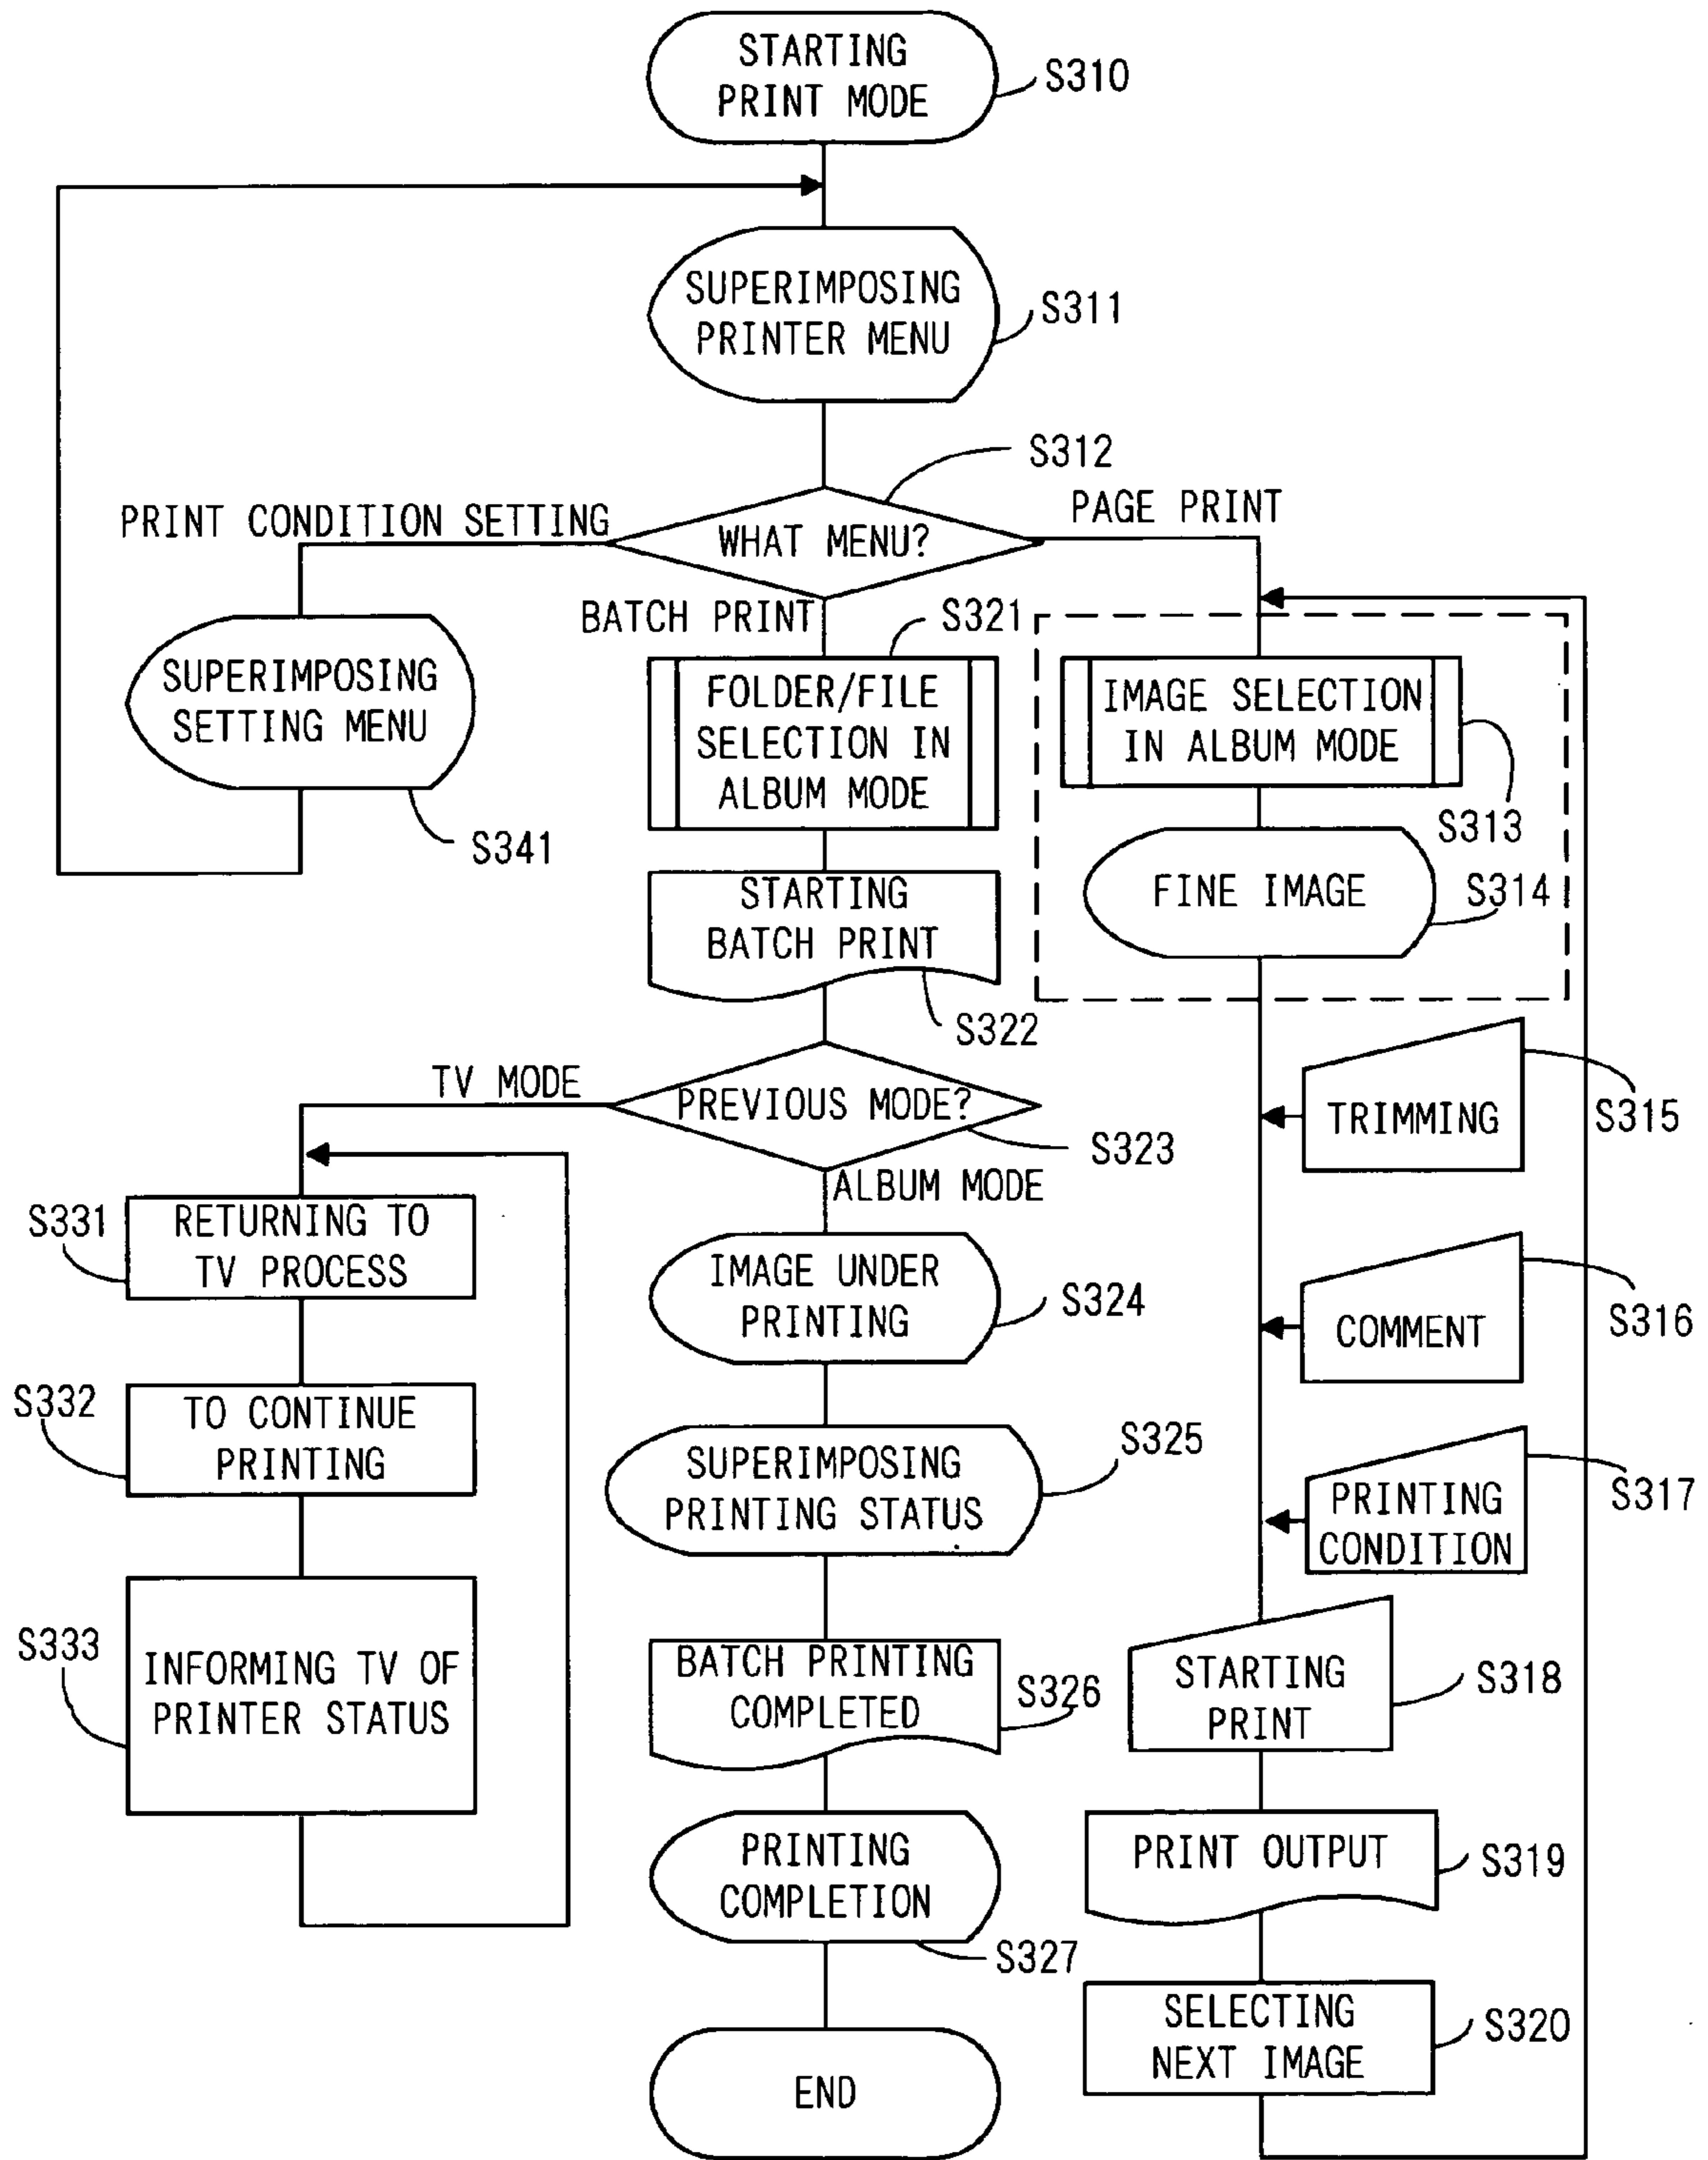 STARTING
PRINT MODE
S310
SUPERIMPOSING
PRINTER MENU
S311
S312
WHAT MENU?
PRINT CONDITION SETTING
PAGE PRINT
BATCH PRINT
SUPERIMPOSING
SETTING MENU
S341
S321
FOLDER/FILE
SELECTION IN
ALBUM MODE
STARTING
BATCH PRINT
S322
IMAGE SELECTION
IN ALBUM MODE
S313
FINE IMAGE
S314
TRIMMING
S315
COMMENT
S316
PRINTING
CONDITION
S317
STARTING
PRINT
S318
PRINT OUTPUT
S319
SELECTING
NEXT IMAGE
S320
PREVIOUS MODE?
S323
TV MODE
ALBUM MODE
S331
RETURNING TO
TV PROCESS
S332
TO CONTINUE
PRINTING
S333
INFORMING TV OF
PRINTER STATUS
IMAGE UNDER
PRINTING
S324
SUPERIMPOSING
PRINTING STATUS
S325
BATCH PRINTING
COMPLETED
S326
PRINTING
COMPLETION
S327
END